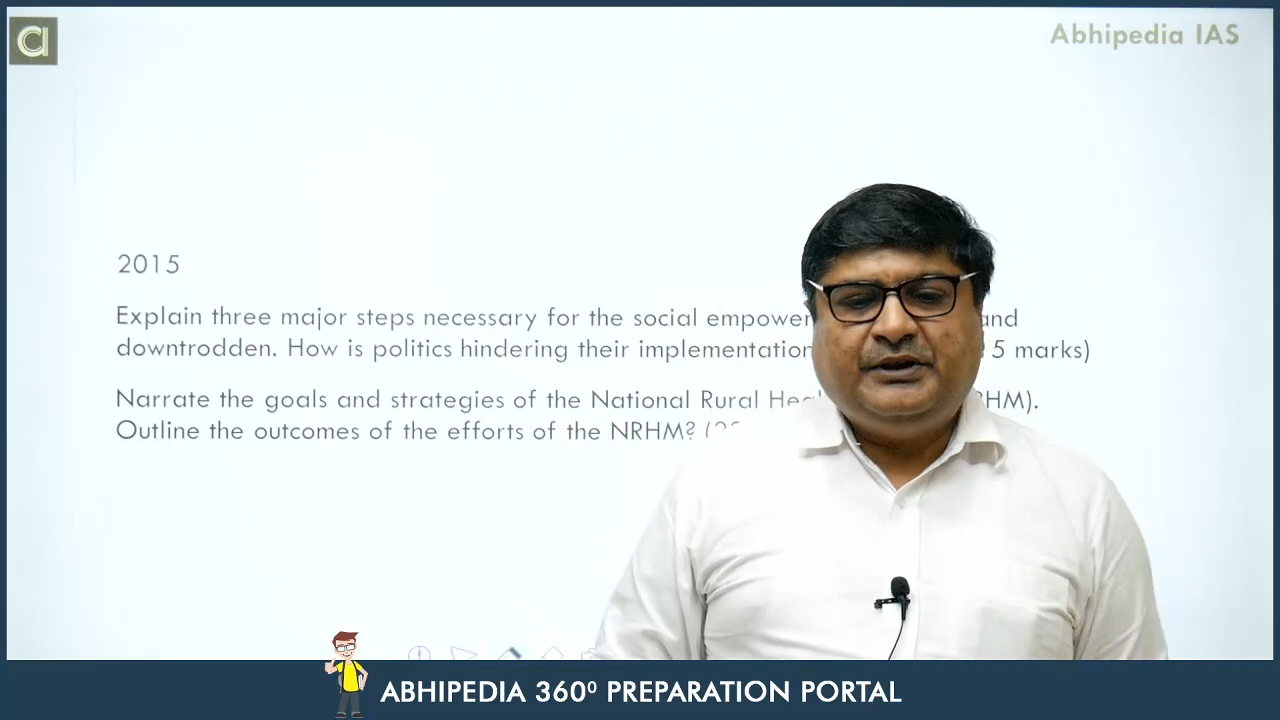 a
Abhipedia IAS
2015
Explain three major steps necessary for the social empower and
downtrodden. How is politics hindering their implementation 5 marks)
Narrate the goals and strategies of the National Rural Hea RHM).
Outline the outcomes of the efforts of the NRHM? (20
ABHIPEDIA 360⁰ PREPARATION PORTAL